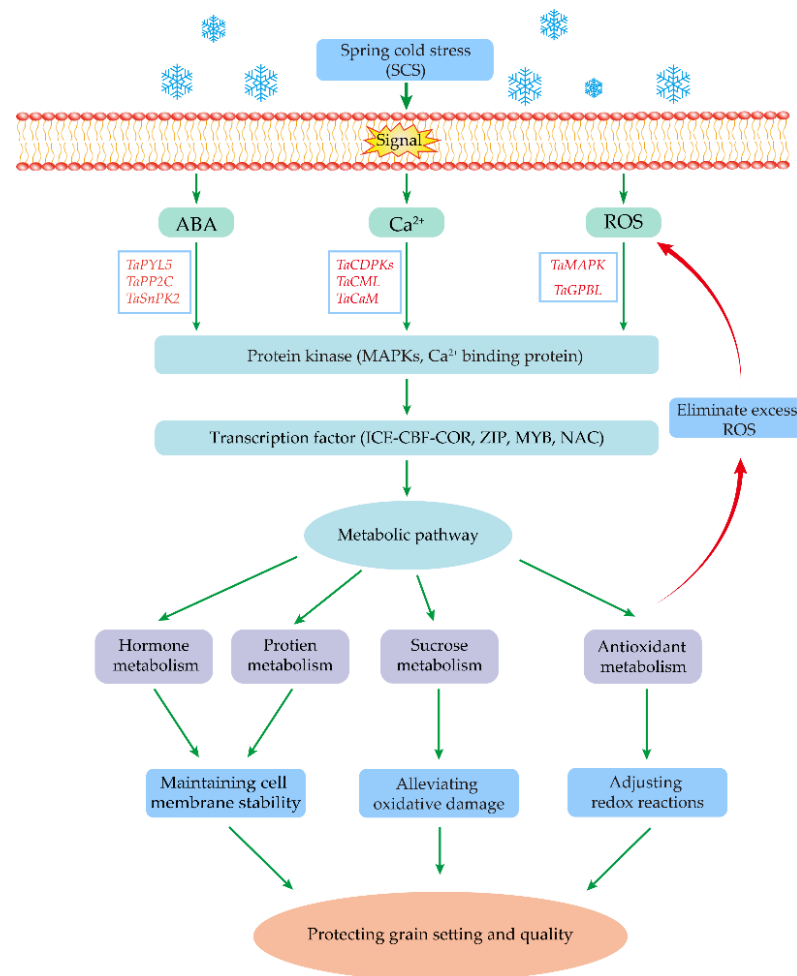 Spring cold stress
(SCS)
Signal
ABA
Ca²⁺
ROS
TaPYL5
TaPP2C
TaSnPK2
TaCDPKs
TaCML
TaCaM
TaMAPK
TaGPBL
Protein kinase (MAPKs, Ca²⁺ binding protein)
Eliminate excess
ROS
Transcription factor (ICE-CBF-COR, ZIP, MYB, NAC)
Metabolic pathway
Hormone
metabolism
Protien
metabolism
Sucrose
metabolism
Antioxidant
metabolism
Maintaining cell
membrane stability
Alleviating
oxidative damage
Adjusting
redox reactions
Protecting grain setting and quality